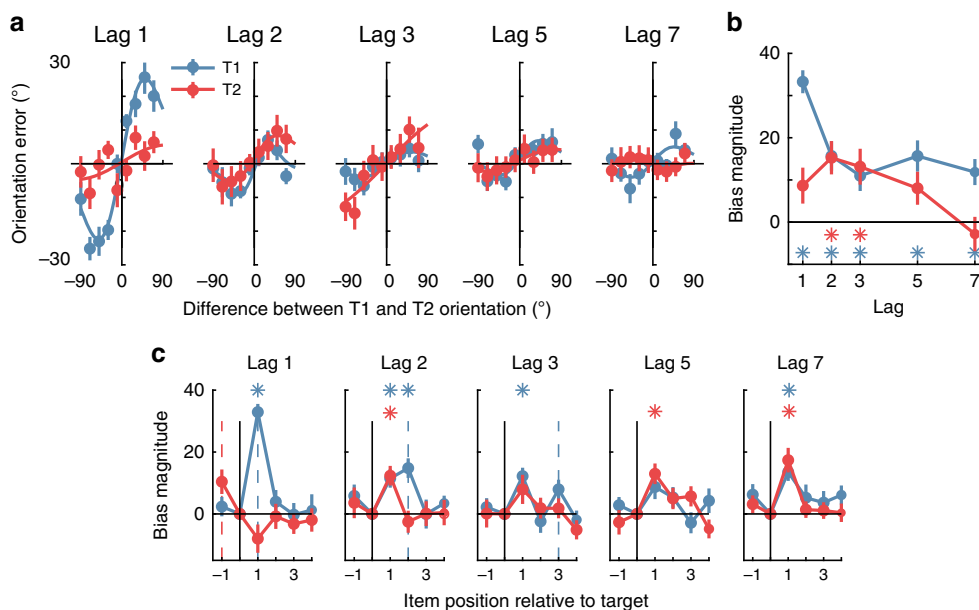 a
Lag 1 Lag 2 Lag 3 Lag 5 Lag 7
Orientation error (°)
30
−30
T1
T2
−90 0 90 −90 0 90 −90 0 90 −90 0 90 −90 0 90
Difference between T1 and T2 orientation (°)
b
Bias magnitude
40
20
0
1 2 3 5 7
Lag
c
Lag 1 Lag 2 Lag 3 Lag 5 Lag 7
Bias magnitude
40
20
0
−1 1 3 −1 1 3 −1 1 3 −1 1 3 −1 1 3
Item position relative to target